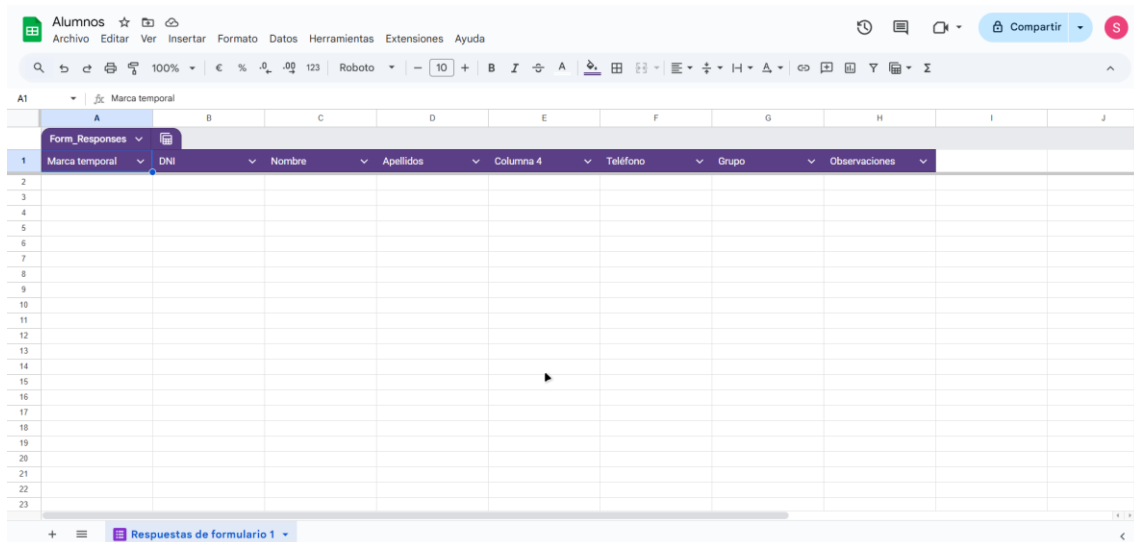 Alumnos
Archivo Editar Ver Insertar Formato Datos Herramientas Extensiones Ayuda
Compartir
S
100% € % .0 .00 123 Roboto − 10 + B I A Σ
A1 fx Marca temporal
A B C D E F G H I J
Form_Responses
1 Marca temporal DNI Nombre Apellidos Columna 4 Teléfono Grupo Observaciones
2
3
4
5
6
7
8
9
10
11
12
13
14
15
16
17
18
19
20
21
22
23
+ Respuestas de formulario 1